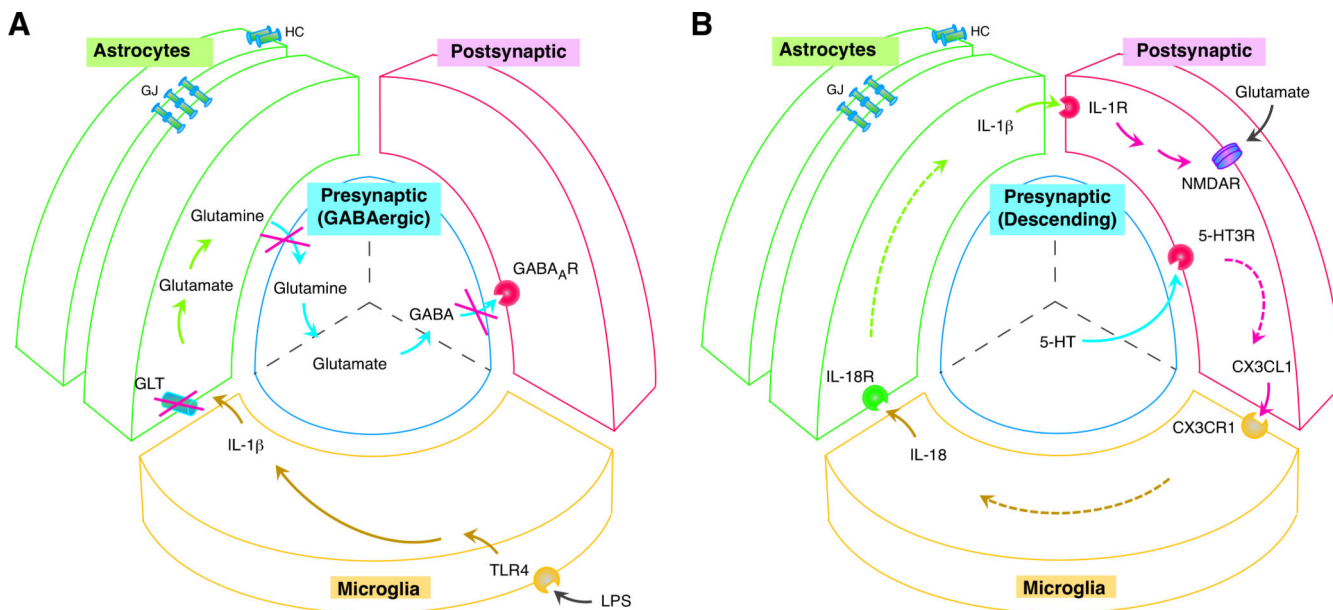 A
HC
Astrocytes
Postsynaptic
GJ
Presynaptic
(GABAergic)
Glutamine
GABAAR
Glutamate
Glutamine
GABA
Glutamate
GLT
IL-1β
TLR4
Microglia
LPS
B
HC
Astrocytes
Postsynaptic
GJ
Glutamate
IL-1β
IL-1R
NMDAR
Presynaptic
(Descending)
5-HT3R
5-HT
CX3CL1
IL-18R
CX3CR1
IL-18
Microglia